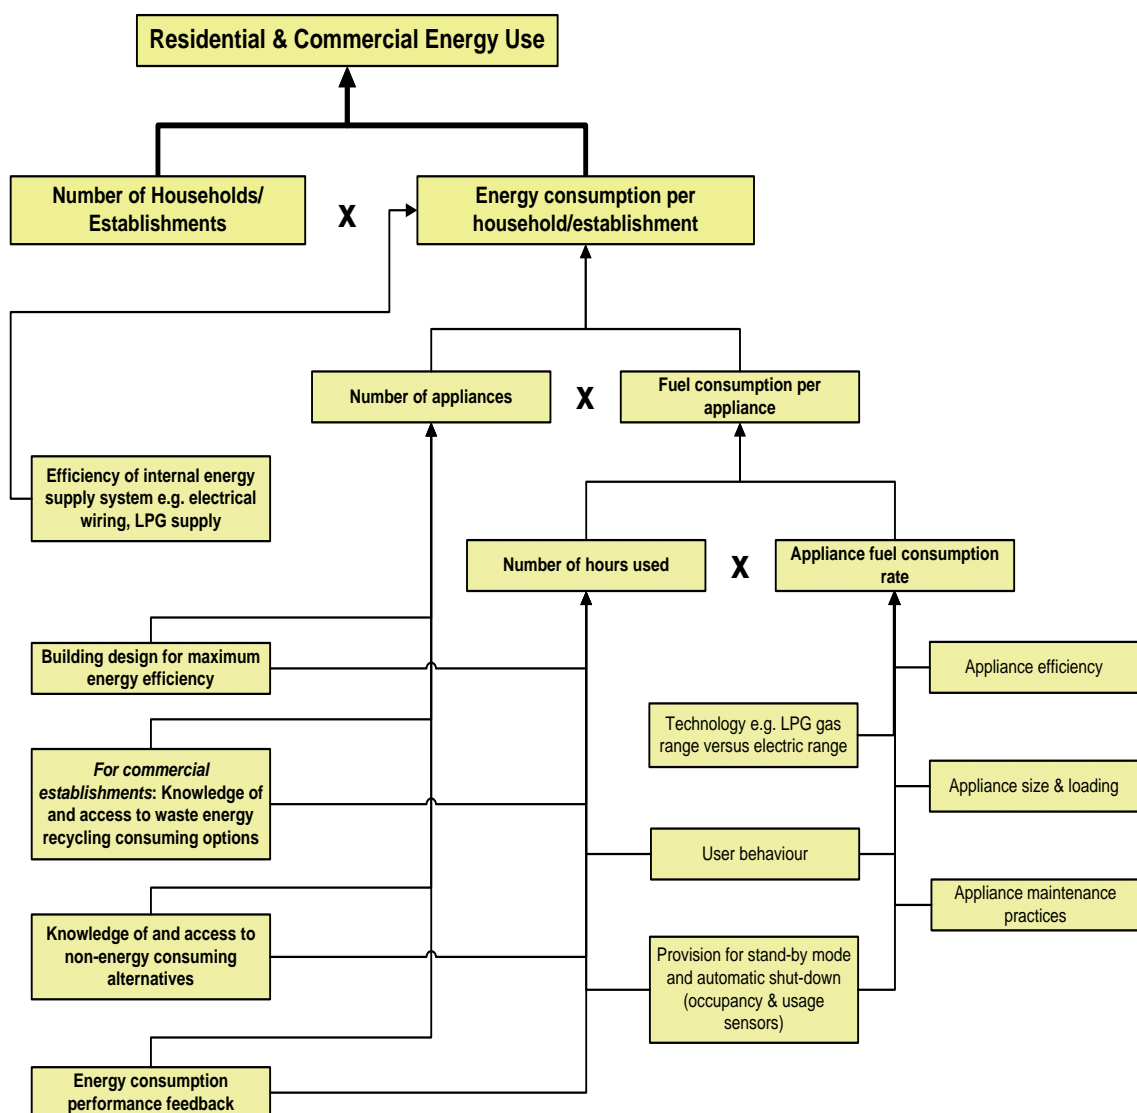 Residential & Commercial Energy Use
Number of Households/
Establishments
X
Energy consumption per
household/establishment
Number of appliances
X
Fuel consumption per
appliance
Efficiency of internal energy
supply system e.g. electrical
wiring, LPG supply
Number of hours used
X
Appliance fuel consumption
rate
Building design for maximum
energy efficiency
Appliance efficiency
Technology e.g. LPG gas
range versus electric range
For commercial
establishments: Knowledge of
and access to waste energy
recycling consuming options
Appliance size & loading
User behaviour
Appliance maintenance
practices
Knowledge of and access to
non-energy consuming
alternatives
Provision for stand-by mode
and automatic shut-down
(occupancy & usage
sensors)
Energy consumption
performance feedback